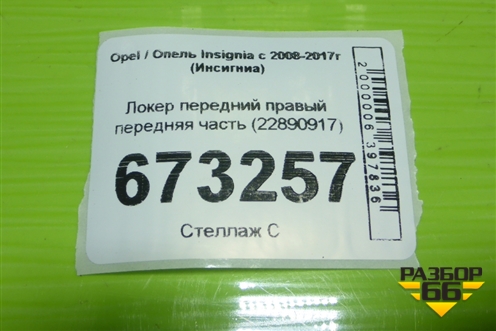 Opel / Опель Insignia с 2008-2017г
(Инсигниа)
Локер передний правый
передняя часть (22890917)
673257
Стеллаж С
2000006397836
РАЗБОР
66